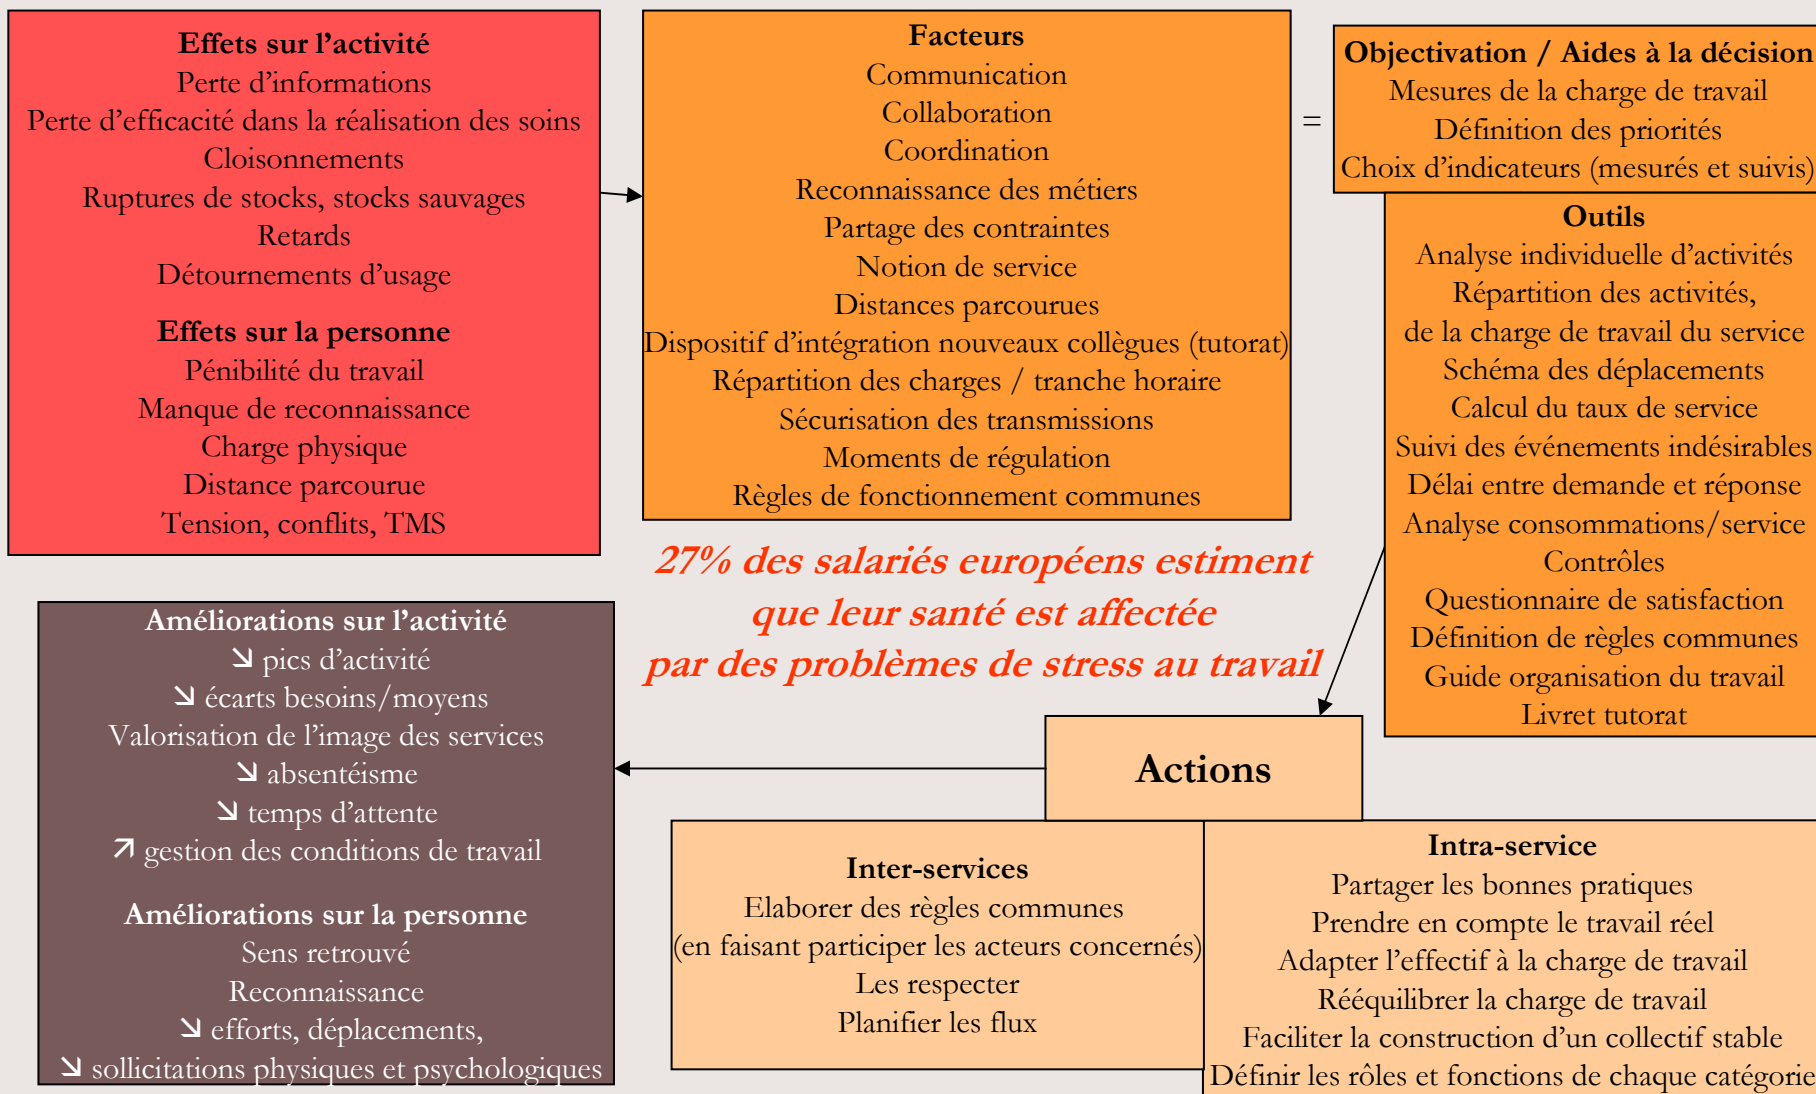 Effets sur l'activité
Perte d'informations
Perte d'efficacité dans la réalisation des soins
Cloisonnements
Ruptures de stocks, stocks sauvages
Retards
Détournements d'usage
Effets sur la personne
Pénibilité du travail
Manque de reconnaissance
Charge physique
Distance parcourue
Tension, conflits, TMS
Facteurs
Communication
Collaboration
Coordination
Reconnaissance des métiers
Partage des contraintes
Notion de service
Distances parcourues
Dispositif d'intégration nouveaux collègues (tutorat)
Répartition des charges / tranche horaire
Sécurisation des transmissions
Moments de régulation
Règles de fonctionnement communes
=
Objectivation / Aides à la décision
Mesures de la charge de travail
Définition des priorités
Choix d'indicateurs (mesurés et suivis)
Outils
Analyse individuelle d'activités
Répartition des activités,
de la charge de travail du service
Schéma des déplacements
Calcul du taux de service
Suivi des événements indésirables
Délai entre demande et réponse
Analyse consommations/service
Contrôles
Questionnaire de satisfaction
Définition de règles communes
Guide organisation du travail
Livret tutorat
27% des salariés européens estiment
que leur santé est affectée
par des problèmes de stress au travail
Actions
Inter-services
Elaborer des règles communes
(en faisant participer les acteurs concernés)
Les respecter
Planifier les flux
Intra-service
Partager les bonnes pratiques
Prendre en compte le travail réel
Adapter l'effectif à la charge de travail
Rééquilibrer la charge de travail
Faciliter la construction d'un collectif stable
Définir les rôles et fonctions de chaque catégorie
Améliorations sur l'activité
↘ pics d'activité
↘ écarts besoins/moyens
Valorisation de l'image des services
↘ absentéisme
↘ temps d'attente
↗ gestion des conditions de travail
Améliorations sur la personne
Sens retrouvé
Reconnaissance
↘ efforts, déplacements,
↘ sollicitations physiques et psychologiques